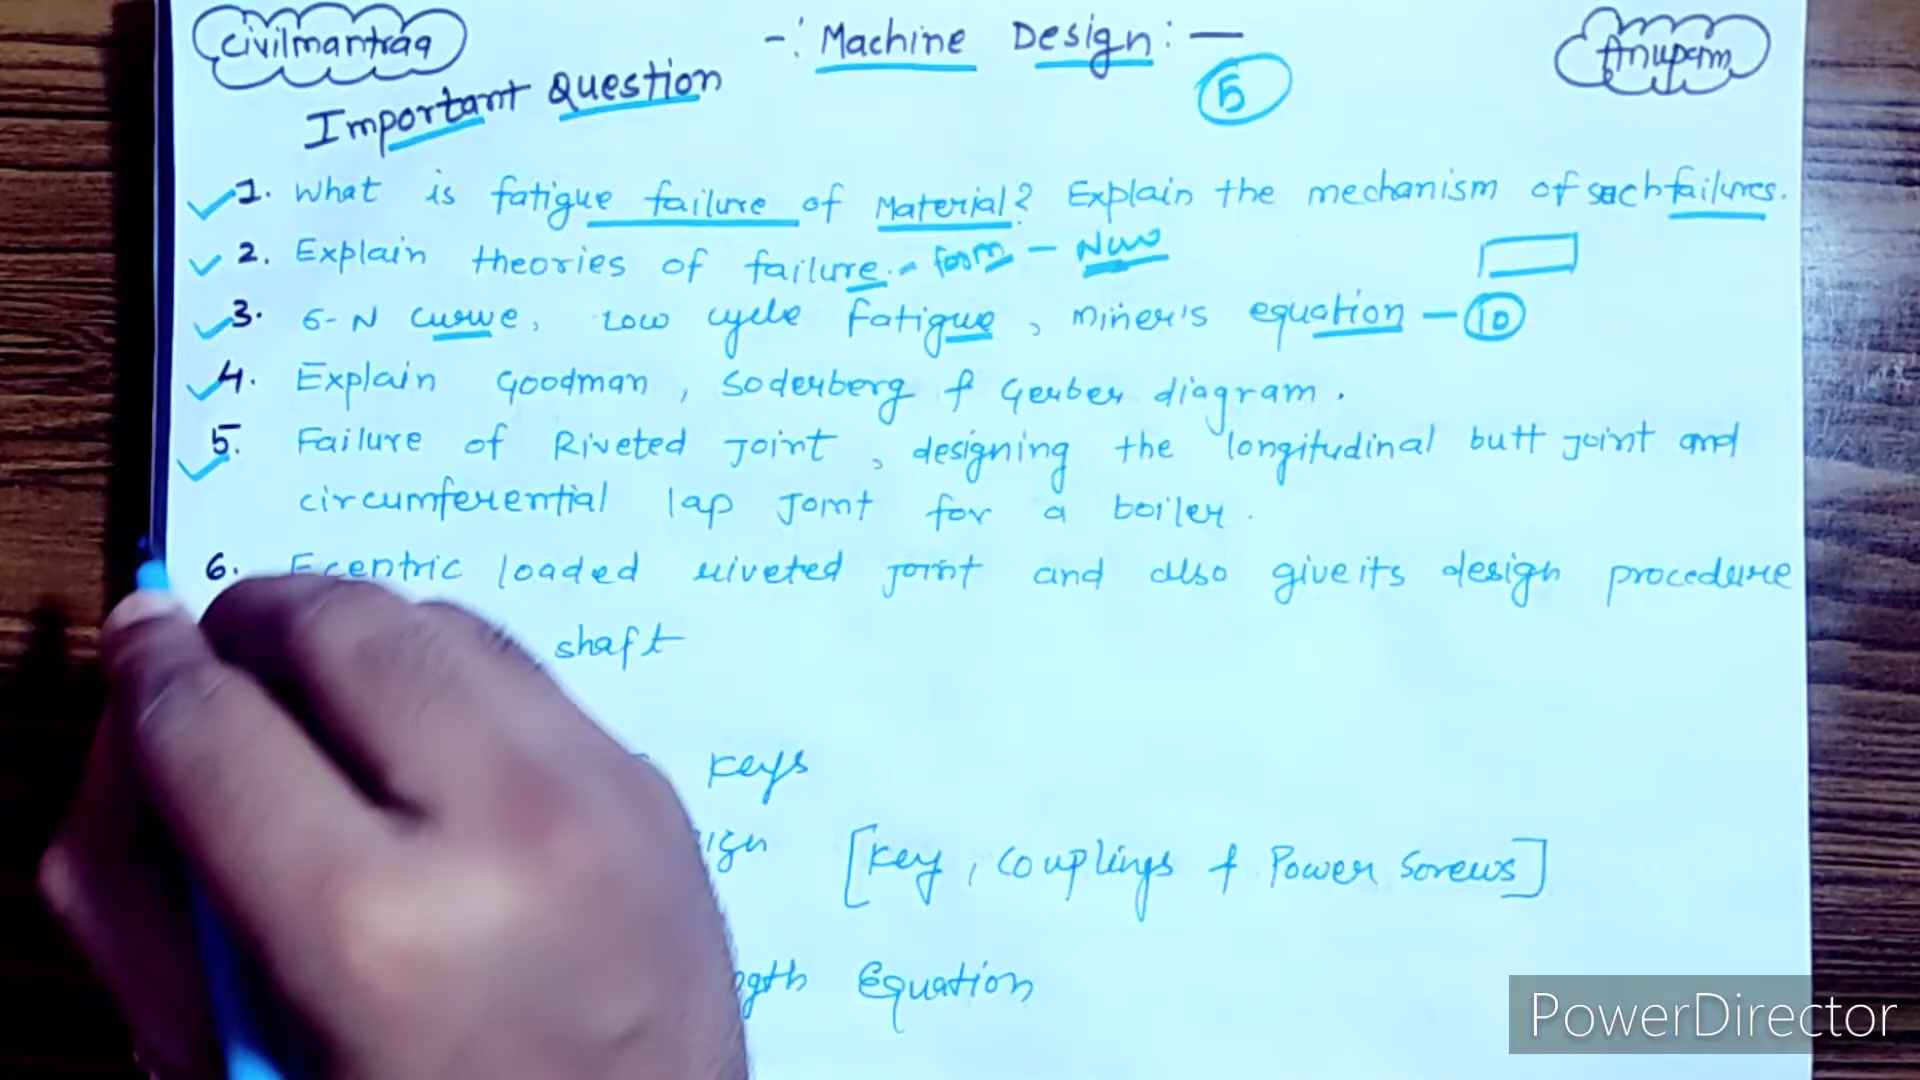 civilmantraa
-: Machine Design :-
Anupam
Important Question
5
1. What is fatigue failure of Material? Explain the mechanism of such failures.
2. Explain theories of failure. - form - Num
3. S-N curve, Low cycle Fatigue, Miner's equation - 10
4. Explain Goodman, Soderberg & Gerber diagram.
5. Failure of Riveted Joint, designing the longitudinal butt joint and
circumferential lap Joint for a boiler.
6. Ecentric loaded riveted joint and also give its design procedure
shaft
keys
ign [key, couplings & Power Screws]
ngth Equation
PowerDirector